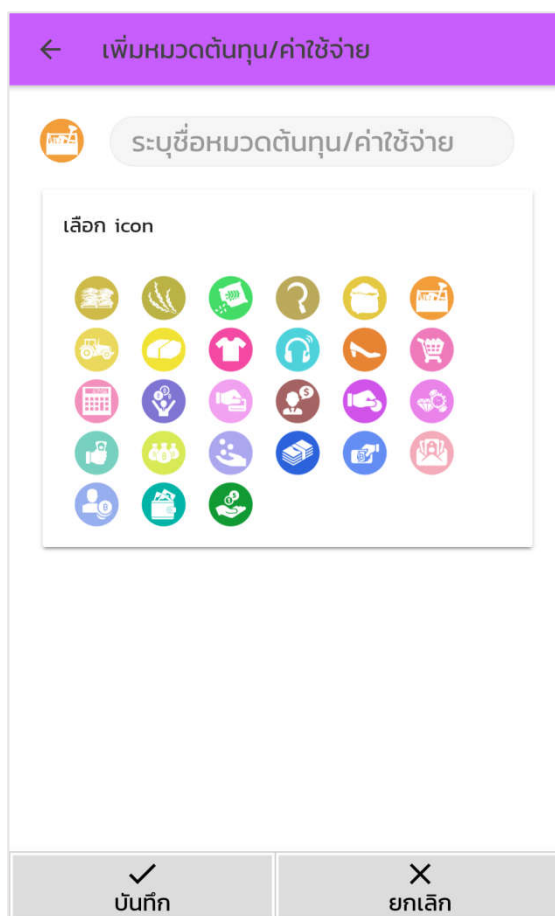 เพิ่มหมวดต้นทุน/ค่าใช้จ่าย
ระบุชื่อหมวดต้นทุน/ค่าใช้จ่าย
เลือก icon
บันทึก
ยกเลิก